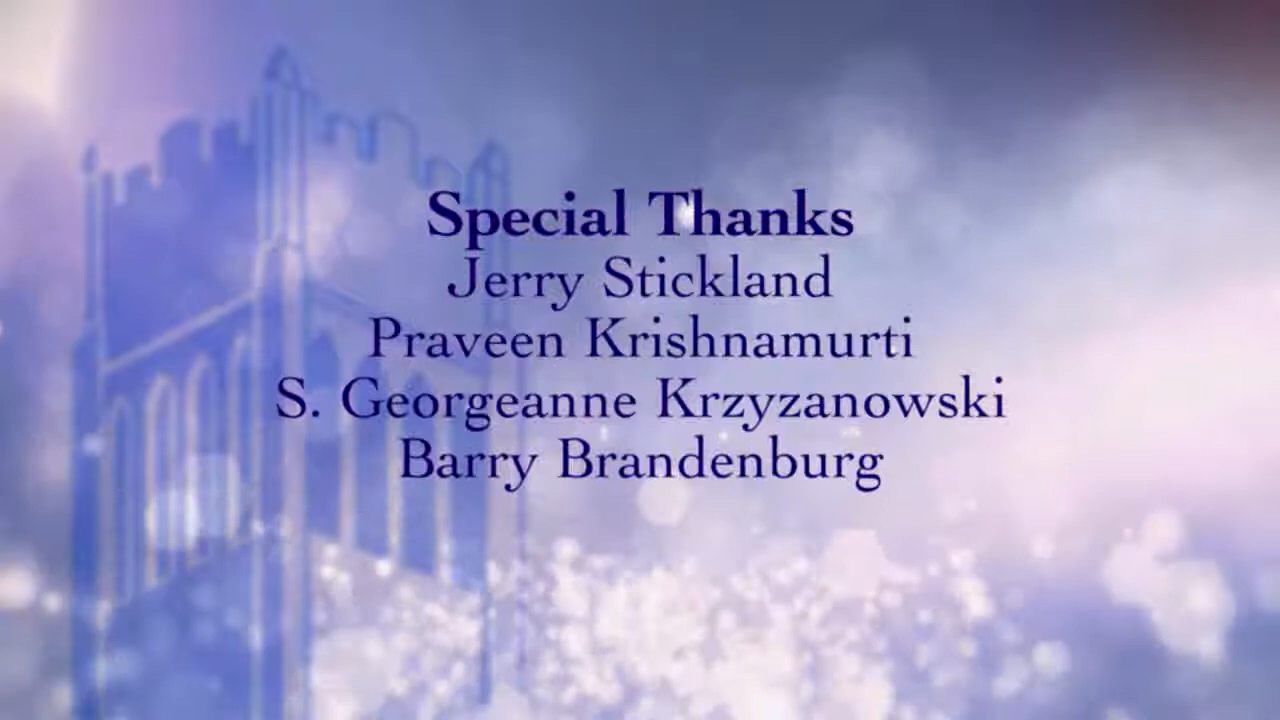 Special Thanks
Jerry Stickland
Praveen Krishnamurti
S. Georgeanne Krzyzanowski
Barry Brandenburg